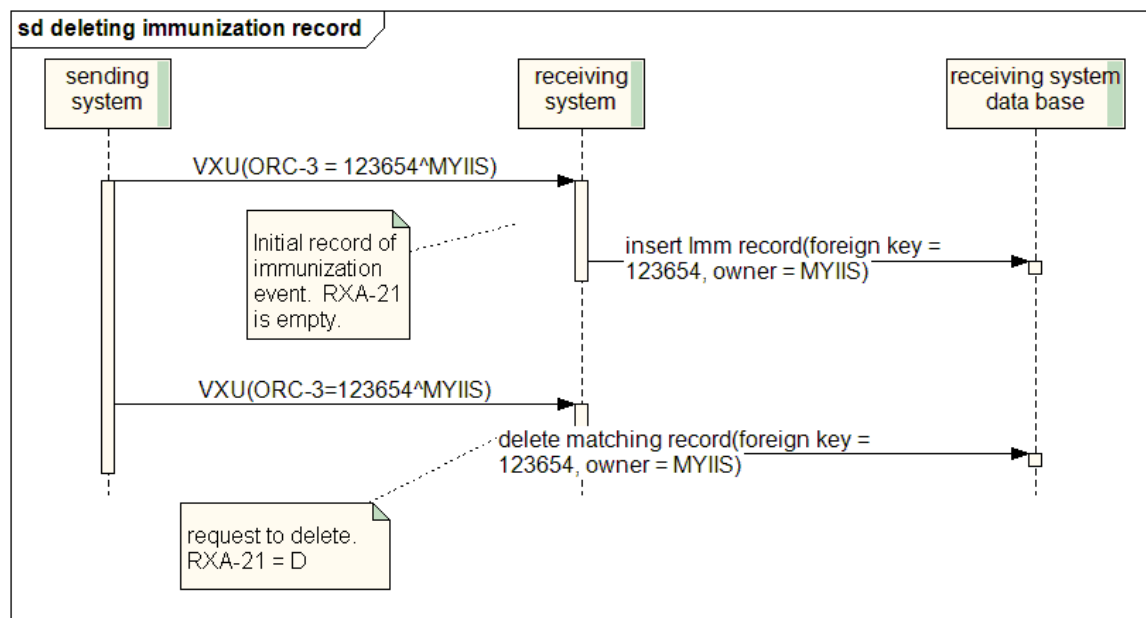 sd deleting immunization record
sending
system
receiving
system
receiving system
data base
VXU(ORC-3 = 123654^MYIIS)
Initial record of
immunization
event.  RXA-21
is empty.
insert Imm record(foreign key =
123654, owner = MYIIS)
VXU(ORC-3=123654^MYIIS)
delete matching record(foreign key =
123654, owner = MYIIS)
request to delete.
RXA-21 = D